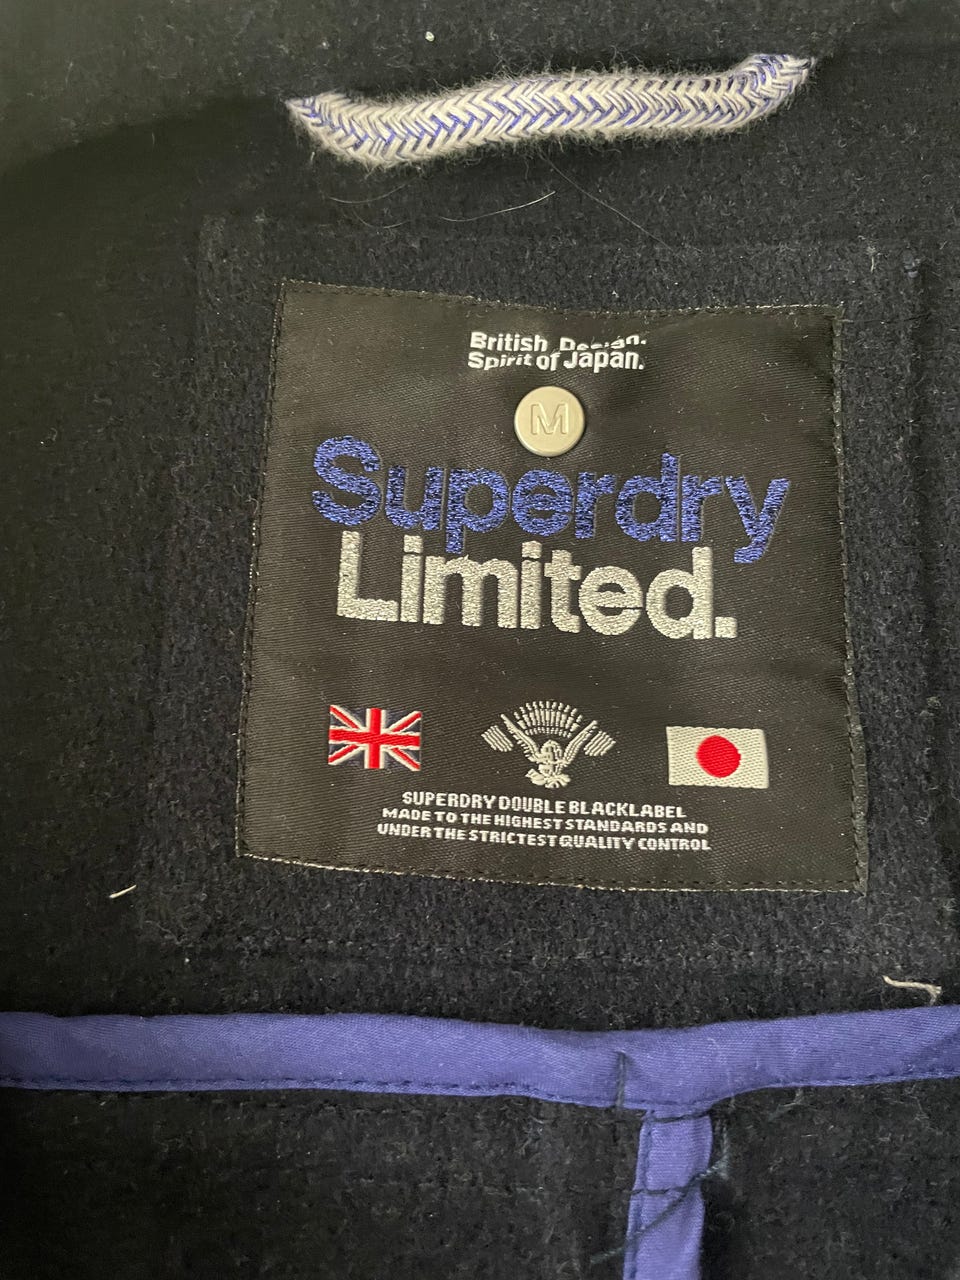 British Design.
Spirit of Japan.
M
Superdry
Limited.
SUPERDRY DOUBLE BLACKLABEL
MADE TO THE HIGHEST STANDARDS AND
UNDER THE STRICTEST QUALITY CONTROL